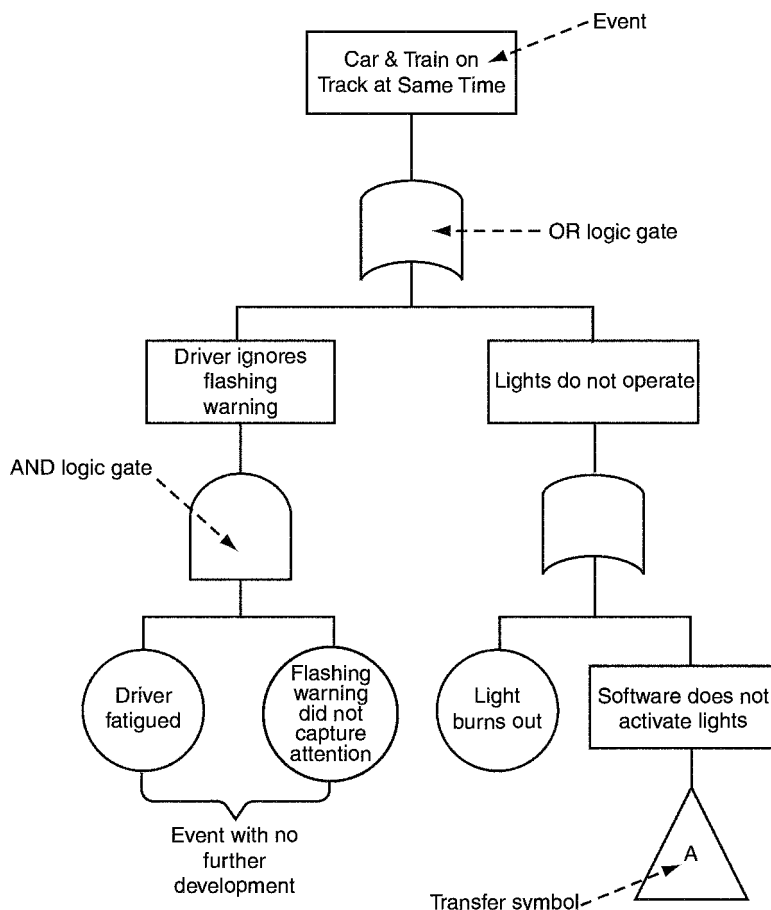 Event
Car & Train on
Track at Same Time
OR logic gate
Driver ignores
flashing
warning
Lights do not operate
AND logic gate
Driver
fatigued
Flashing
warning
did not
capture
attention
Light
burns out
Software does not
activate lights
Event with no
further
development
A
Transfer symbol